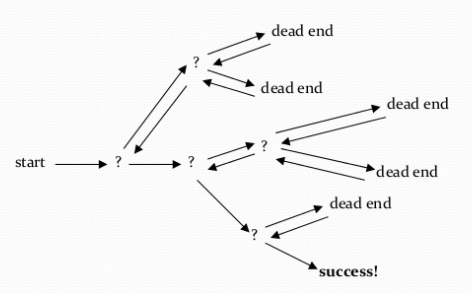 dead end
?
dead end
dead end
start ? ? ?
dead end
dead end
?
success!